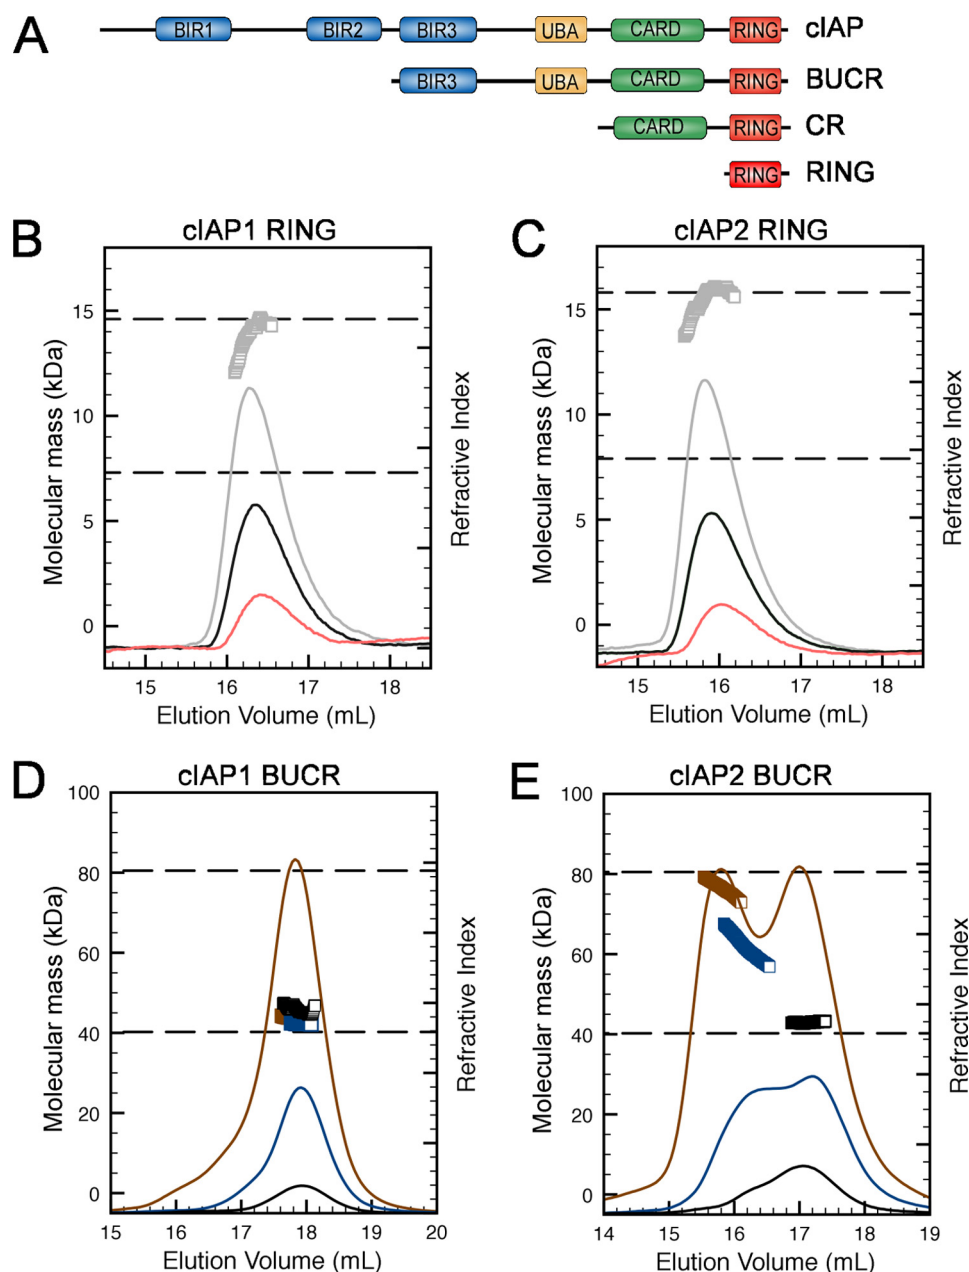 A
BIR1 BIR2 BIR3 UBA CARD RING cIAP
BIR3 UBA CARD RING BUCR
CARD RING CR
RING RING
B
cIAP1 RING
Molecular mass (kDa)
15
10
5
0
15 16 17 18
Elution Volume (mL)
Refractive Index
C
cIAP2 RING
Molecular mass (kDa)
15
10
5
0
15 16 17 18
Elution Volume (mL)
Refractive Index
D
cIAP1 BUCR
Molecular mass (kDa)
100
80
60
40
20
0
15 16 17 18 19 20
Elution Volume (mL)
Refractive Index
E
cIAP2 BUCR
Molecular mass (kDa)
100
80
60
40
20
0
14 15 16 17 18 19
Elution Volume (mL)
Refractive Index